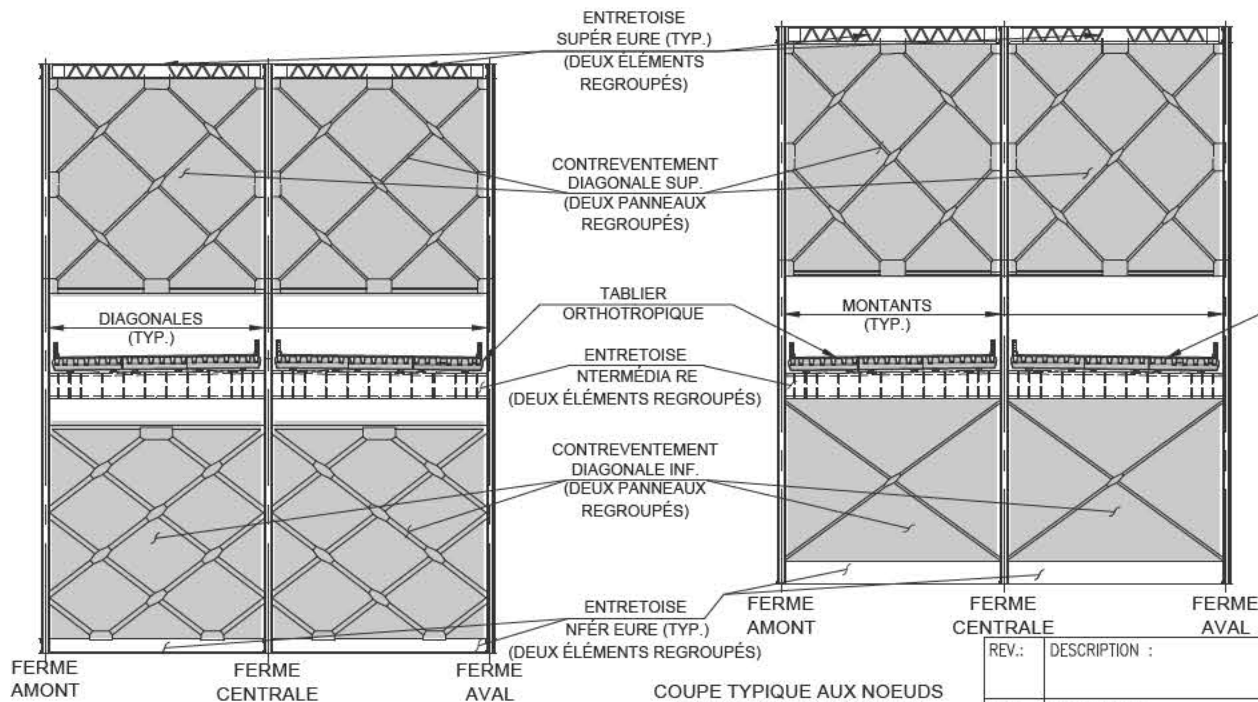 ENTRETOISE
SUPÉR EURE (TYP.)
(DEUX ÉLÉMENTS
REGROUPÉS)
CONTREVENTEMENT
DIAGONALE SUP.
(DEUX PANNEAUX
REGROUPÉS)
TABLIER
ORTHOTROPIQUE
DIAGONALES
(TYP.)
MONTANTS
(TYP.)
ENTRETOISE
NTERMÉDIA RE
(DEUX ÉLÉMENTS REGROUPÉS)
CONTREVENTEMENT
DIAGONALE INF.
(DEUX PANNEAUX
REGROUPÉS)
ENTRETOISE
NFÉR EURE (TYP.)
(DEUX ÉLÉMENTS REGROUPÉS)
FERME
AMONT
FERME
CENTRALE
FERME
AVAL
FERME
AMONT
FERME
CENTRALE
FERME
AVAL
COUPE TYPIQUE AUX NOEUDS
REV.: DESCRIPTION :